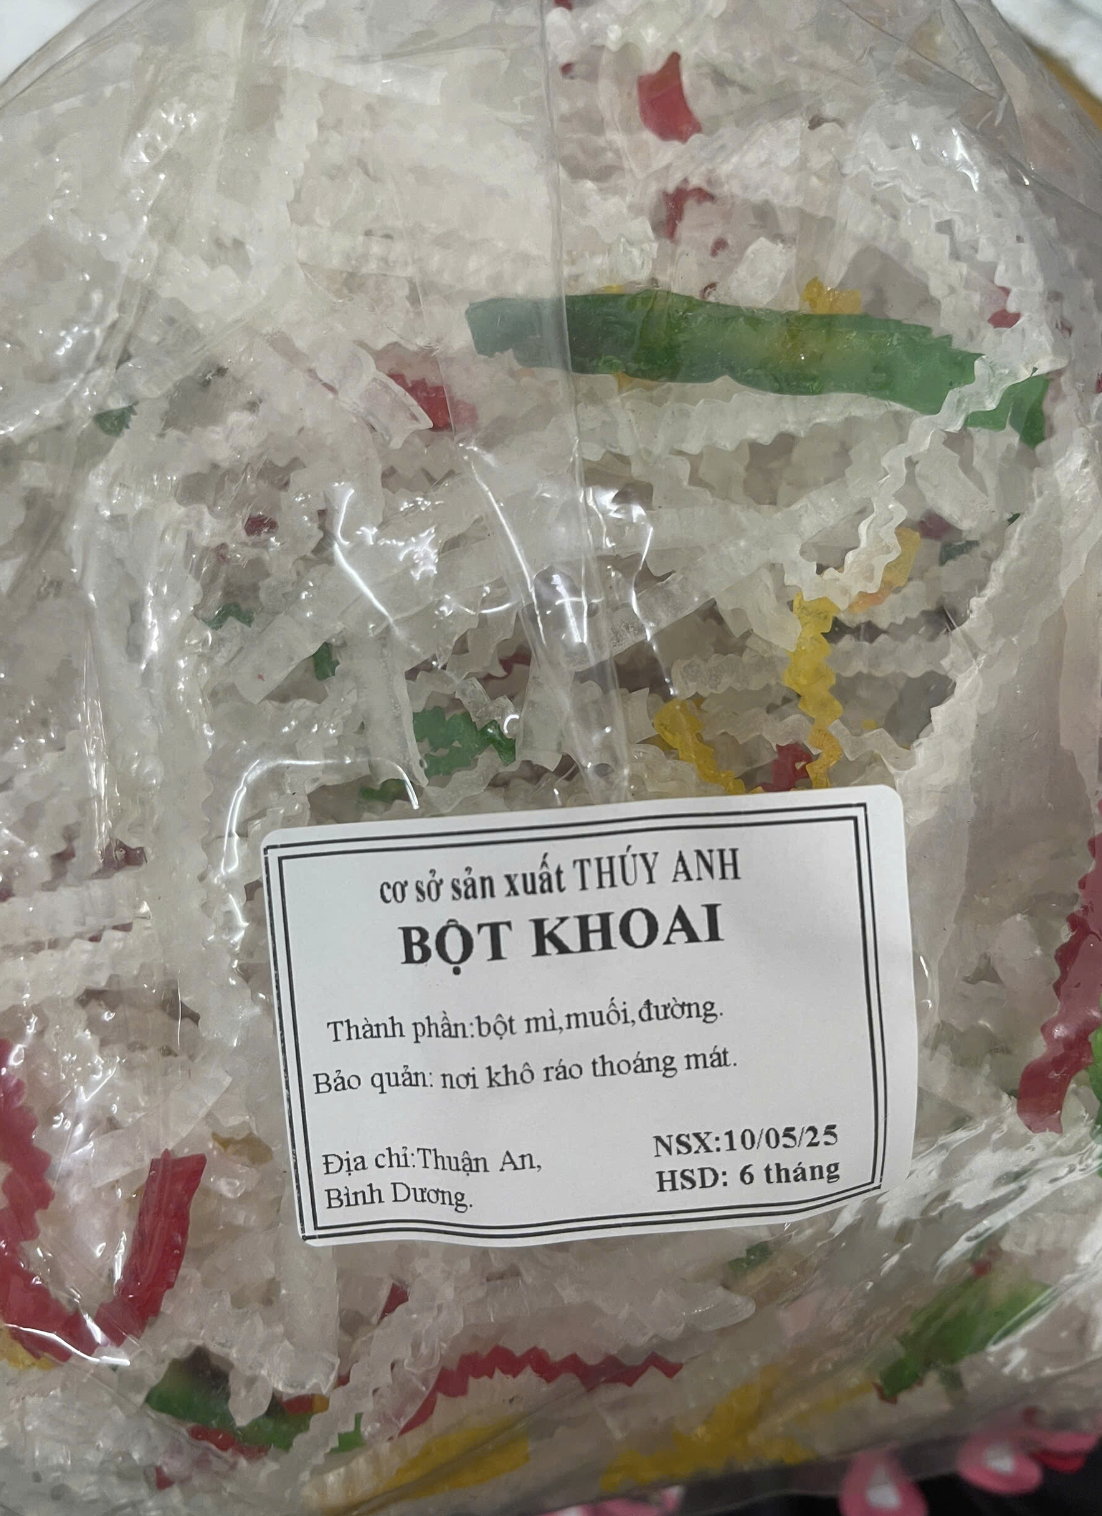 cơ sở sản xuất THÚY ANH
BỘT KHOAI
Thành phần:bột mì,muối,đường.
Bảo quản: nơi khô ráo thoáng mát.
Địa chỉ:Thuận An,
Bình Dương.
NSX:10/05/25
HSD: 6 tháng